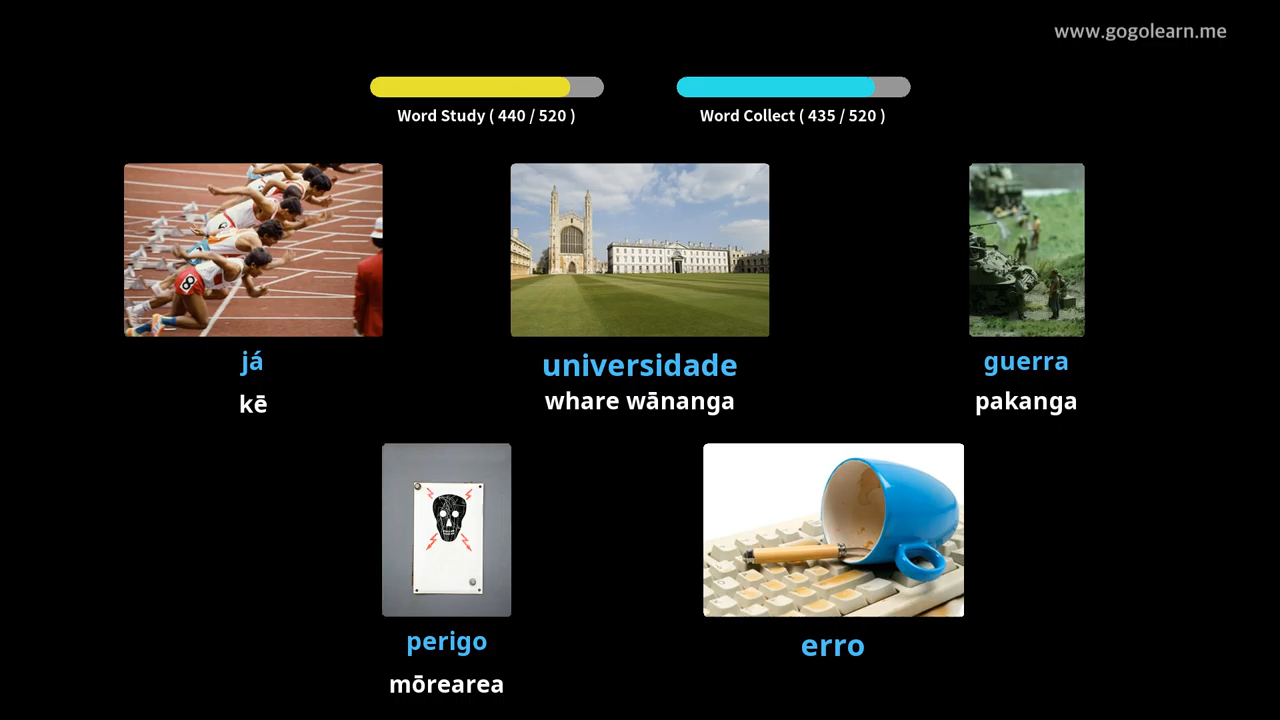 www.gogolearn.me
Word Study ( 440 / 520 )
Word Collect ( 435 / 520 )
8
já
kē
universidade
whare wānanga
guerra
pakanga
perigo
mōrearea
erro